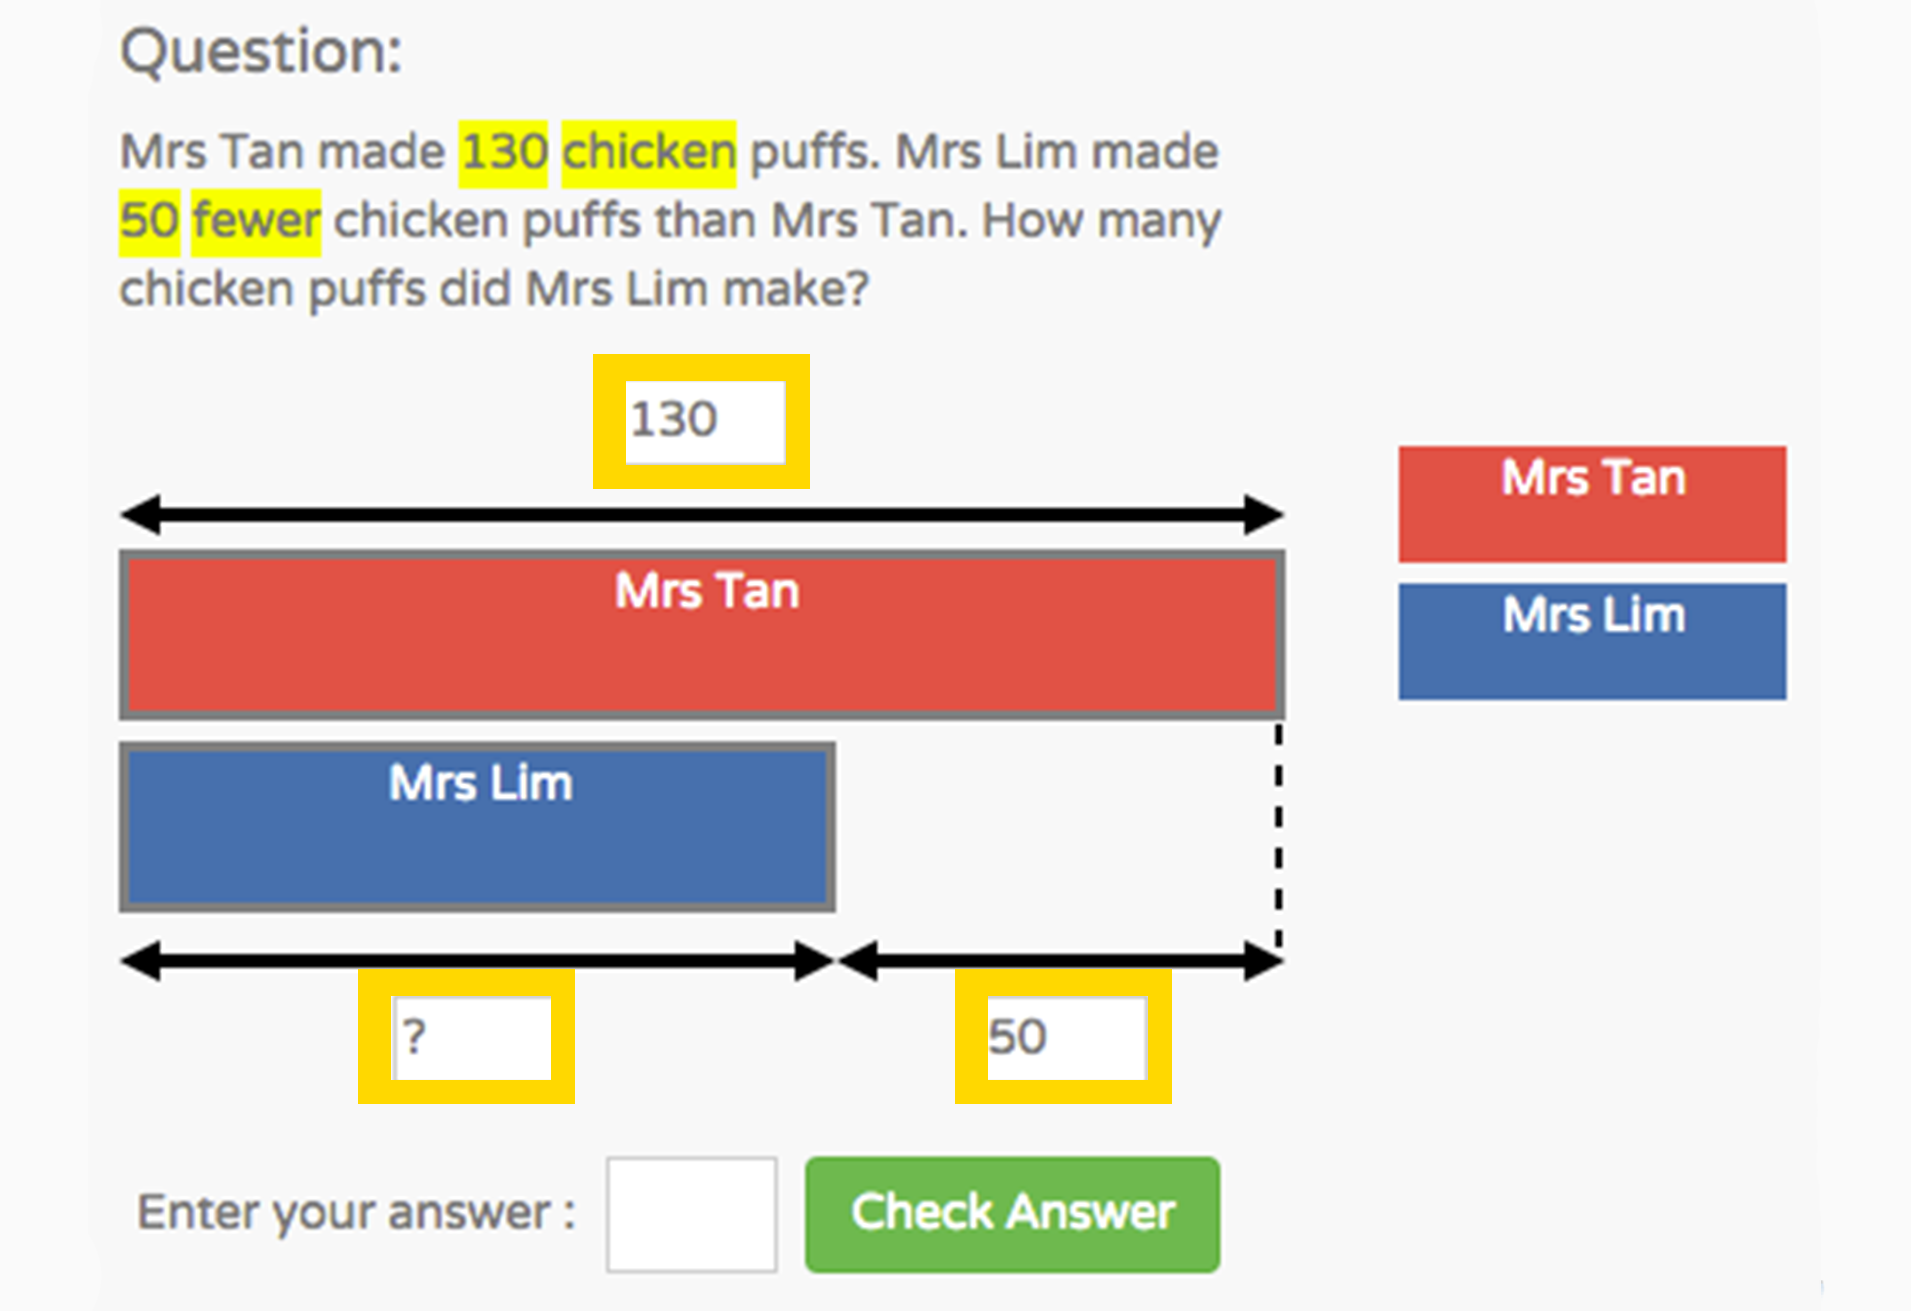 Question:
Mrs Tan made 130 chicken puffs. Mrs Lim made
50 fewer chicken puffs than Mrs Tan. How many
chicken puffs did Mrs Lim make?
130
Mrs Tan
Mrs Tan
Mrs Lim
Mrs Lim
?
50
Enter your answer :
Check Answer